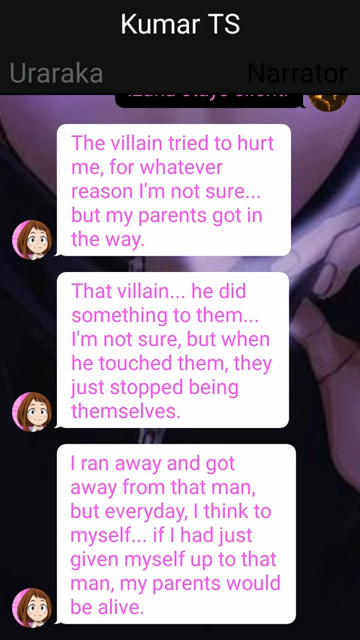 Kumar TS
Uraraka
Narrator
The villain tried to hurt
me, for whatever
reason I'm not sure...
but my parents got in
the way.
That villain... he did
something to them...
I'm not sure, but when
he touched them, they
just stopped being
themselves.
I ran away and got
away from that man,
but everyday, I think to
myself... if I had just
given myself up to that
man, my parents would
be alive.